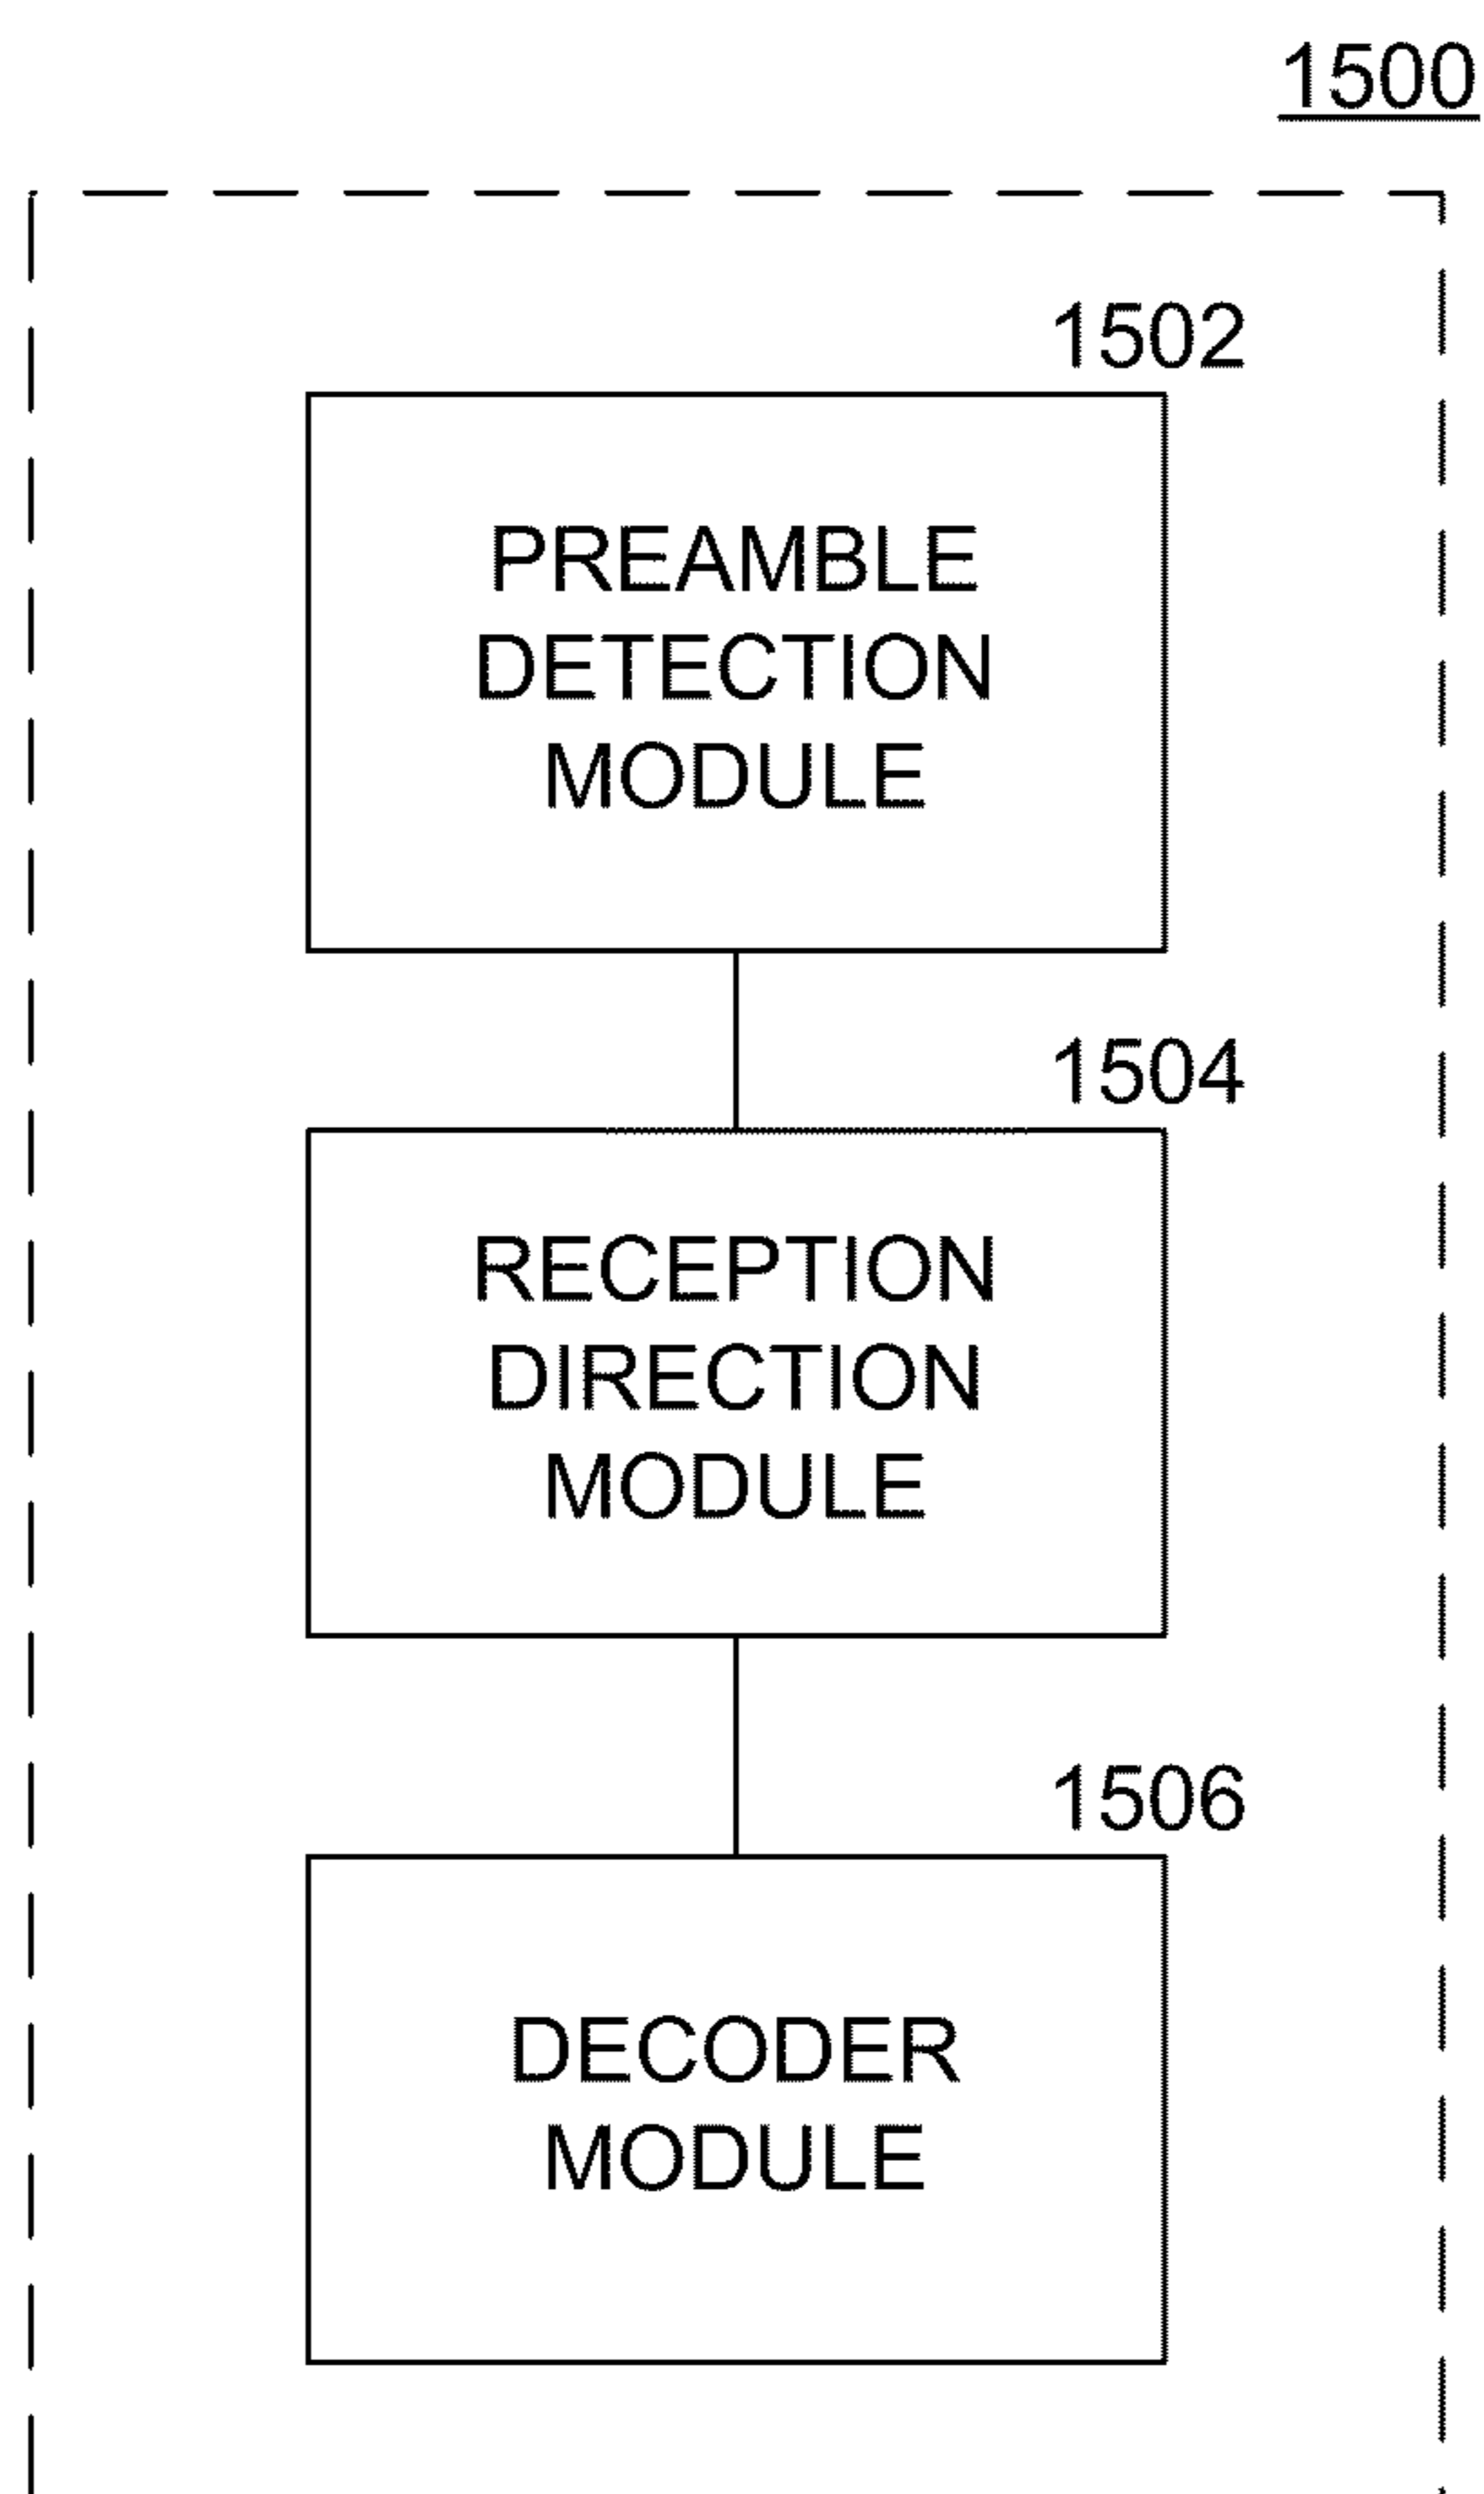 1500
1502
PREAMBLE
DETECTION
MODULE
1504
RECEPTION
DIRECTION
MODULE
1506
DECODER
MODULE